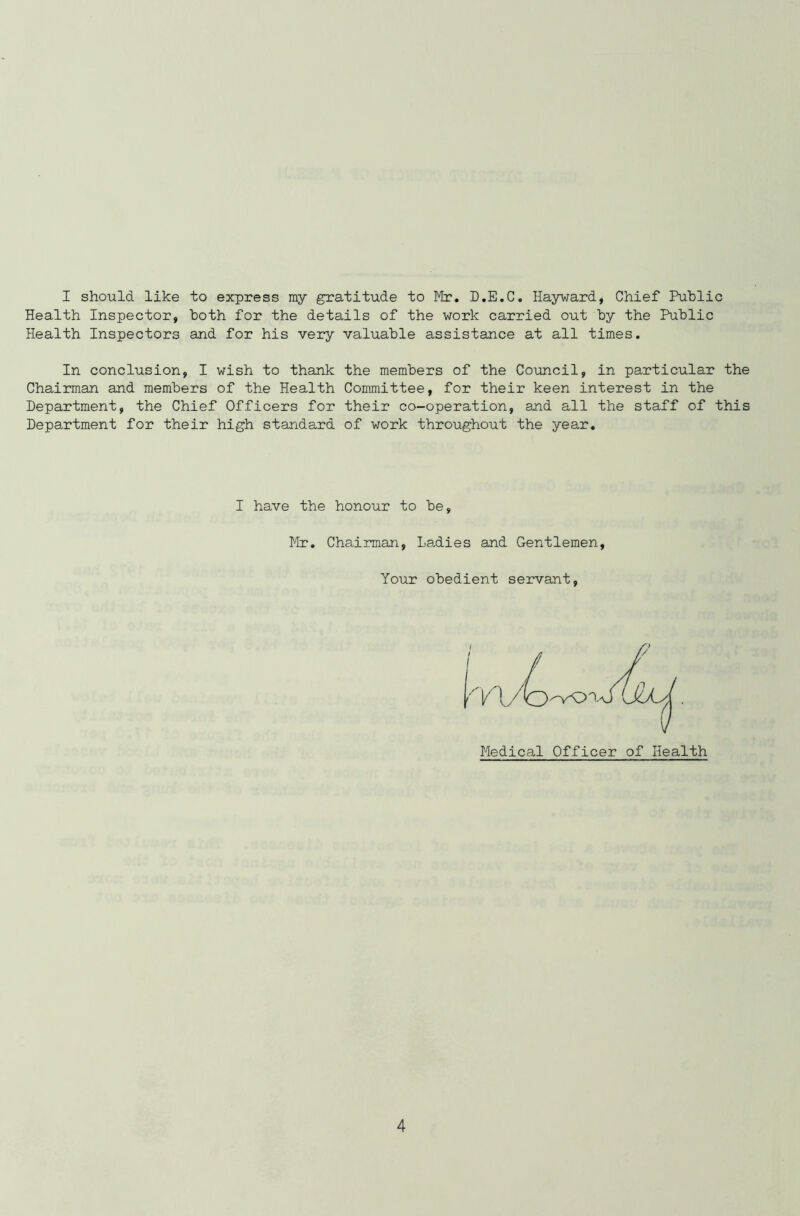 I should like to express my gratitude to Mr. D.E.C. Hayward, Chief Public
Health Inspector, both for the details of the work carried out by the Public
Health Inspectors and for his very valuable assistance at all times.
In conclusion, I wish to thank the members of the Council, in particular the
Chairman and members of the Health Committee, for their keen interest in the
Department, the Chief Officers for their co-operation, and all the staff of this
Department for their high standard of work throughout the year.
I have the honour to be,
Mr. Chairman, Ladies and Gentlemen,
Your obedient servant,
Medical Officer of Health
4